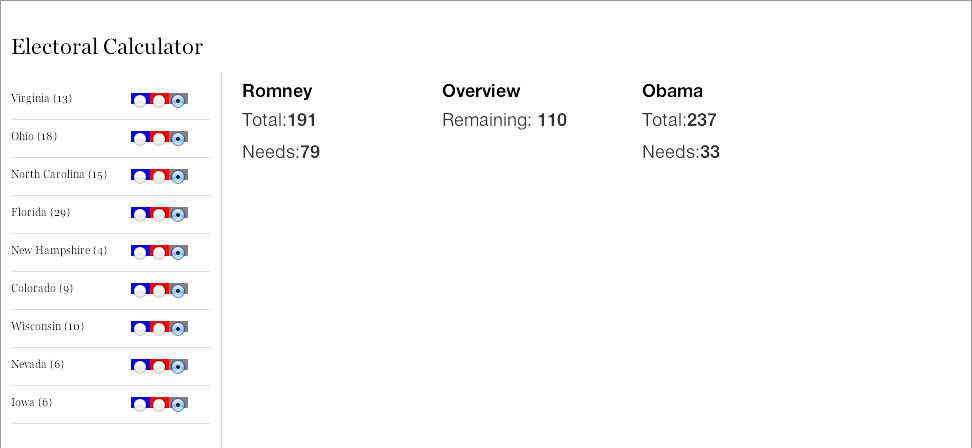 Electoral Calculator
Virginia (13)
Ohio (18)
North Carolina (15)
Florida (29)
New Hampshire (4)
Colorado (9)
Wisconsin (10)
Nevada (6)
Iowa (6)
Romney
Total:191
Needs:79
Overview
Remaining: 110
Obama
Total:237
Needs:33